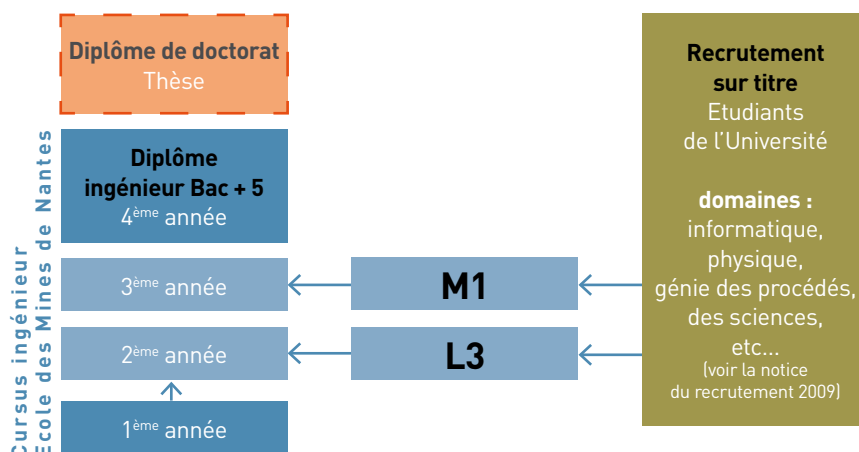 Diplôme de doctorat
Thèse
Diplôme
ingénieur Bac + 5
4ème année
3ème année
2ème année
1ère année
Cursus ingénieur
Ecole des Mines de Nantes
M1
L3
Recrutement
sur titre
Etudiants
de l'Université
domaines :
informatique,
physique,
génie des procédés,
des sciences,
etc...
(voir la notice
du recrutement 2009)